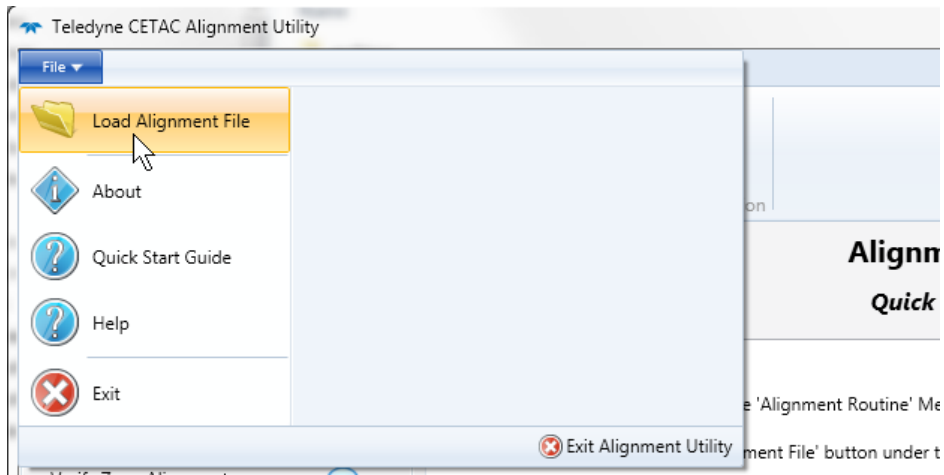 Teledyne CETAC Alignment Utility
File
Load Alignment File
About
Quick Start Guide
Help
Exit
Exit Alignment Utility
on
Alignm
Quick
e 'Alignment Routine' Me
ment File' button under t